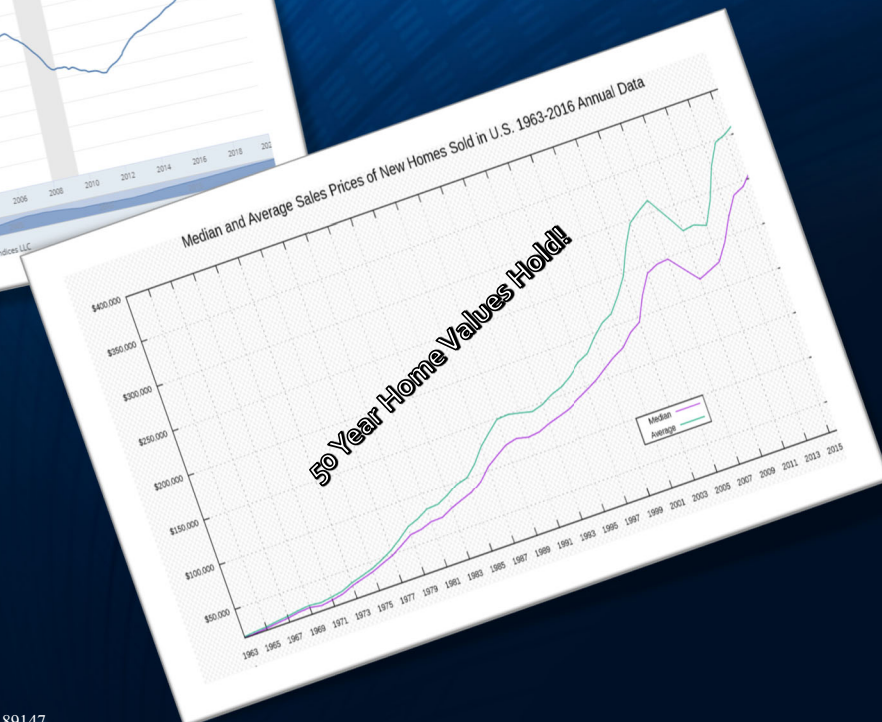 2006 2008 2010 2012 2014 2016 2018 202
ndices LLC
Median and Average Sales Prices of New Homes Sold in U.S. 1963-2016 Annual Data
$400,000
$350,000
$300,000
$250,000
$200,000
$150,000
$100,000
$50,000
50 Year Home Values Hold!
Median
Average
1963 1965 1967 1969 1971 1973 1975 1977 1979 1981 1983 1985 1987 1989 1991 1993 1995 1997 1999 2001 2003 2005 2007 2009 2011 2013 2015
89147